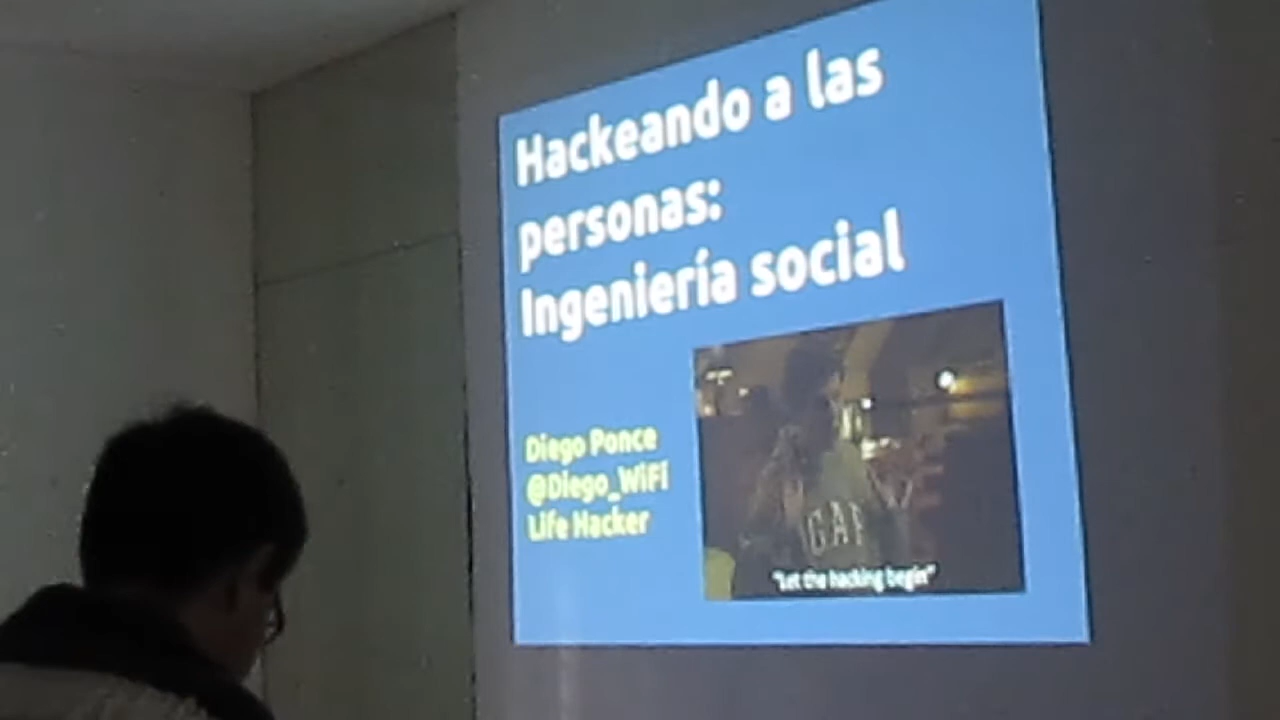 Hackeando a las
personas:
Ingeniería social
Diego Ponce
@Diego_WiFi
Life Hacker
GAP
"Let the hacking begin"